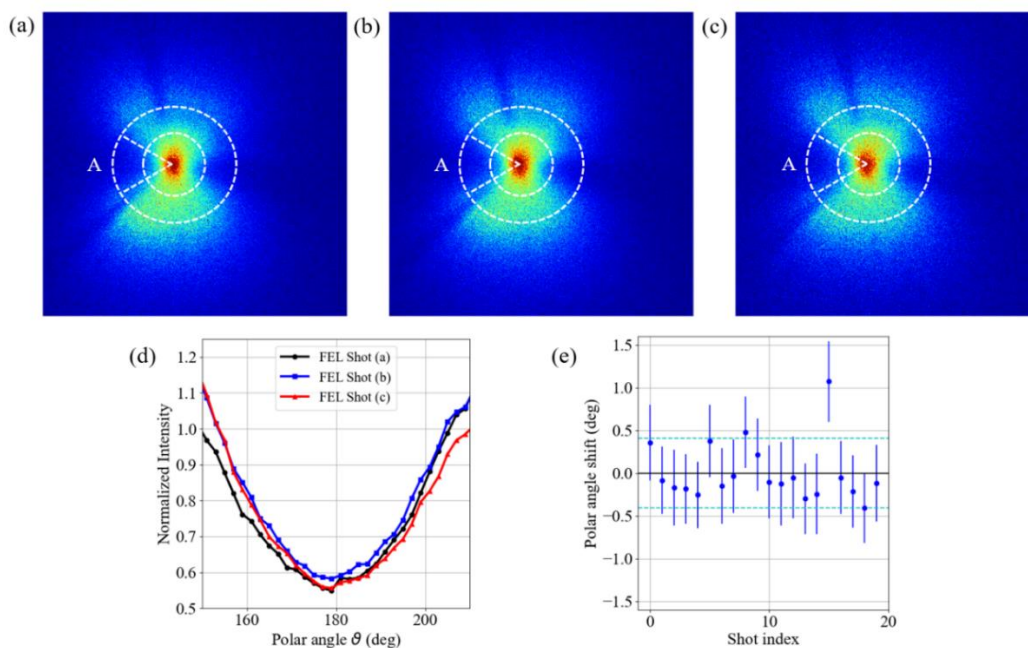 (a)
(b)
(c)
A
A
A
(d)
1.2
1.1
1.0
0.9
0.8
0.7
0.6
0.5
Normalized Intensity
FEL Shot (a)
FEL Shot (b)
FEL Shot (c)
160
180
200
Polar angle ϑ (deg)
(e)
1.5
1.0
0.5
0.0
−0.5
−1.0
−1.5
Polar angle shift (deg)
0
10
20
Shot index